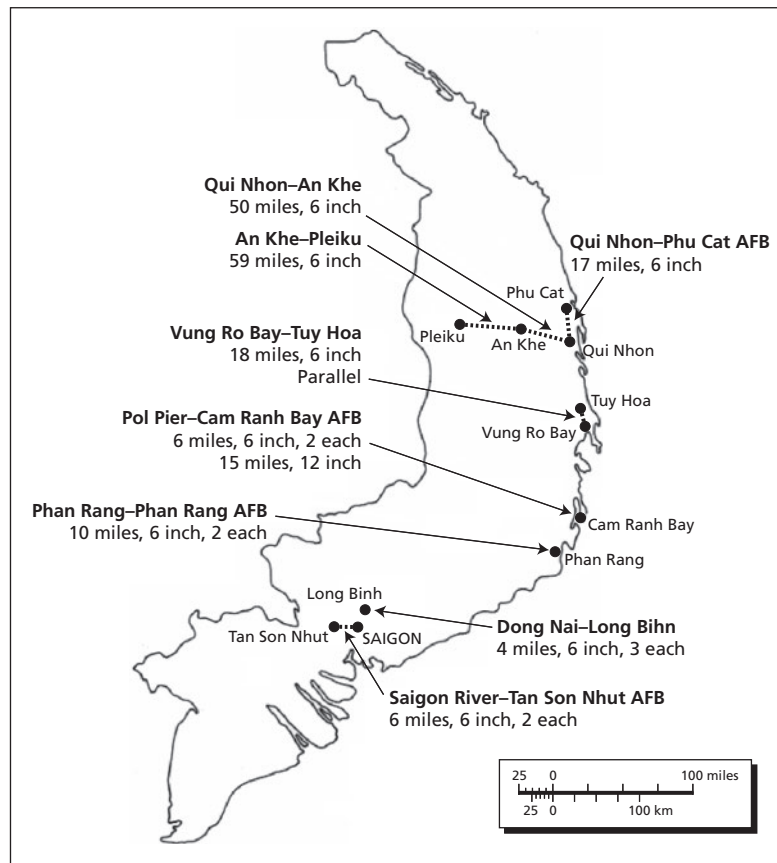 Qui Nhon–An Khe
50 miles, 6 inch
An Khe–Pleiku
59 miles, 6 inch
Qui Nhon–Phu Cat AFB
17 miles, 6 inch
Phu Cat
Pleiku
An Khe
Qui Nhon
Vung Ro Bay–Tuy Hoa
18 miles, 6 inch
Parallel
Tuy Hoa
Vung Ro Bay
Pol Pier–Cam Ranh Bay AFB
6 miles, 6 inch, 2 each
15 miles, 12 inch
Cam Ranh Bay
Phan Rang–Phan Rang AFB
10 miles, 6 inch, 2 each
Phan Rang
Long Binh
Tan Son Nhut
SAIGON
Dong Nai–Long Bihn
4 miles, 6 inch, 3 each
Saigon River–Tan Son Nhut AFB
6 miles, 6 inch, 2 each
25 0 100 miles
25 0 100 km